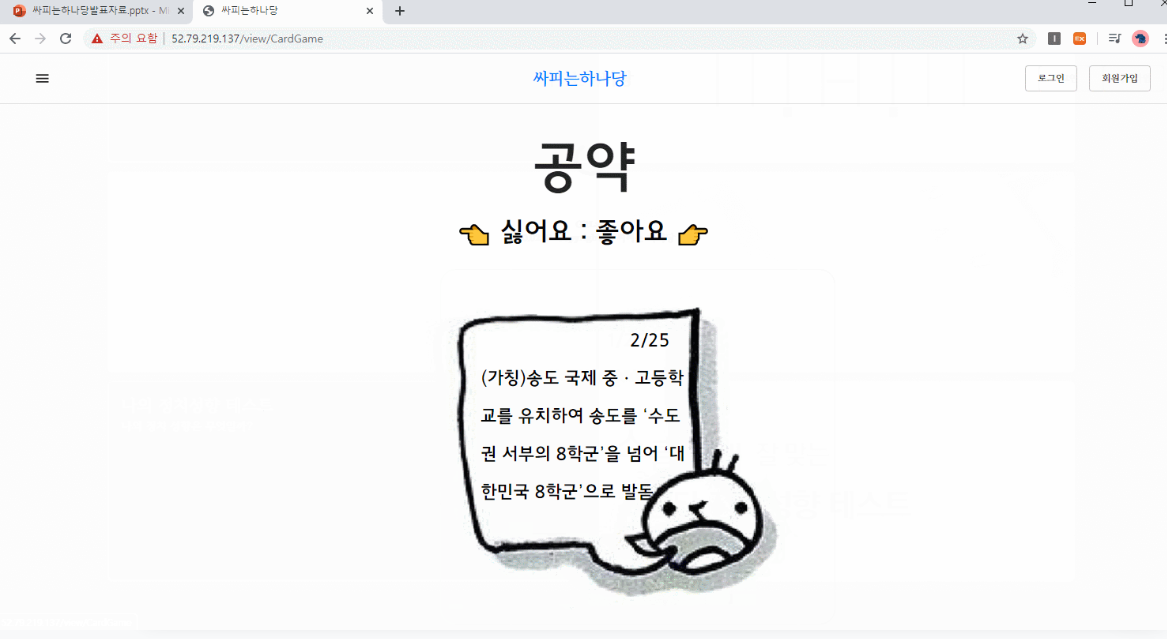 싸피는하나당발표자료.pptx - Mi
싸피는하나당
주의 요함 | 52.79.219.137/view/CardGame
싸피는하나당
로그인
회원가입
공약
👈 싫어요 : 좋아요 👉
2/25
(가칭)송도 국제 중 · 고등학
교를 유치하여 송도를 ‘수도
권 서부의 8학군’을 넘어 ‘대
한민국 8학군’으로 발돋